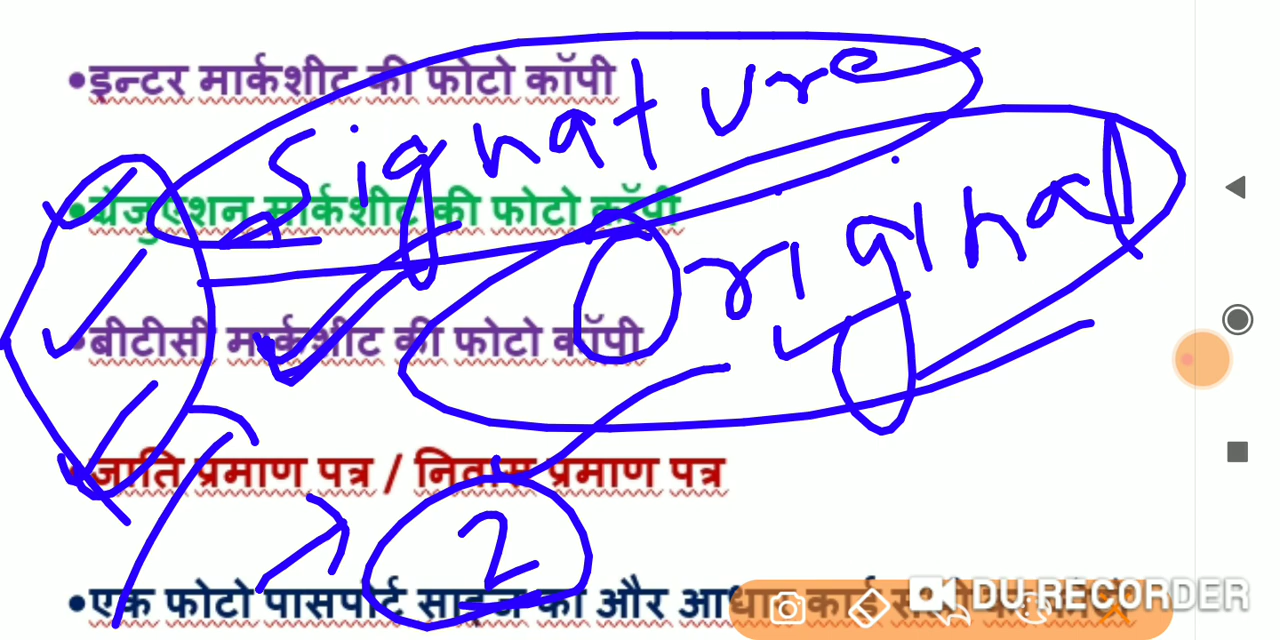 •इन्टर मार्कशीट की फोटो कॉपी
signature
•ग्रेजुएशन मार्कशीट की फोटो कॉपी
original
•बीटीसी मार्कशीट की फोटो कॉपी
•जाति प्रमाण पत्र / निवास प्रमाण पत्र
2
•एक फोटो पासपोर्ट साइज का और आधार कार्ड
DU RECORDER